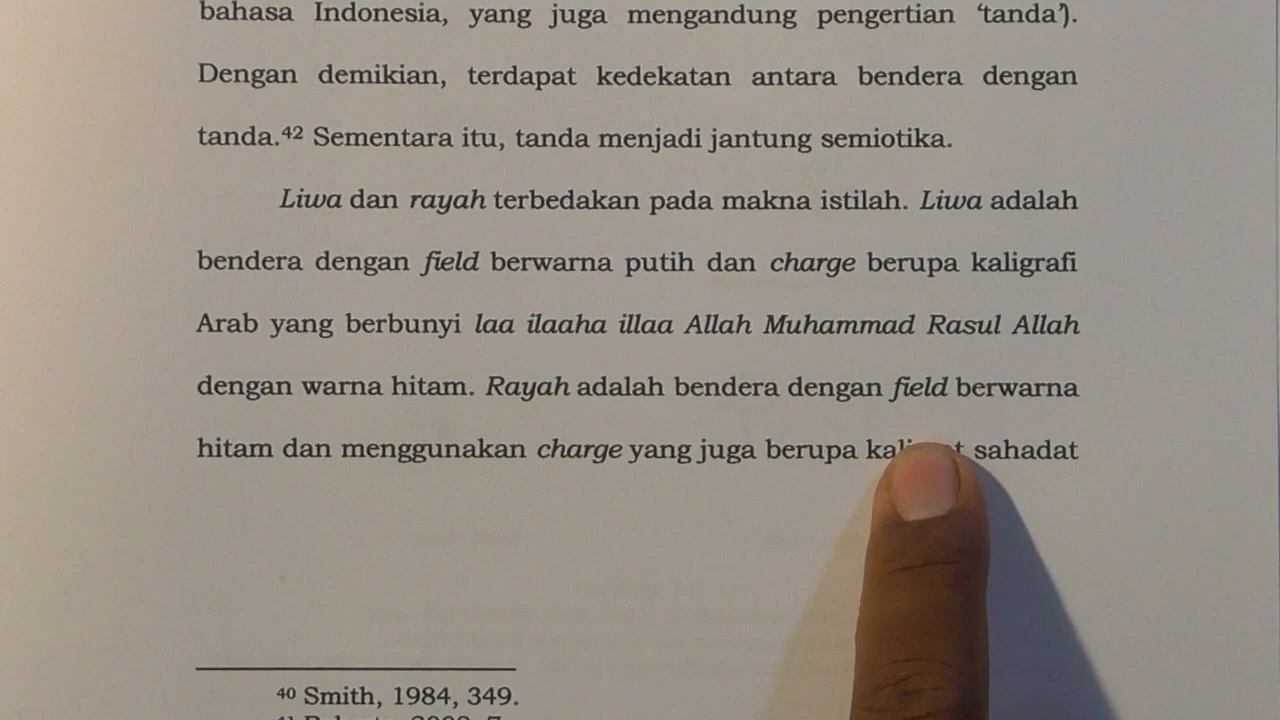 bahasa Indonesia, yang juga mengandung pengertian ‘tanda’).
Dengan demikian, terdapat kedekatan antara bendera dengan
tanda.⁴² Sementara itu, tanda menjadi jantung semiotika.
Liwa dan rayah terbedakan pada makna istilah. Liwa adalah
bendera dengan field berwarna putih dan charge berupa kaligrafi
Arab yang berbunyi laa ilaaha illaa Allah Muhammad Rasul Allah
dengan warna hitam. Rayah adalah bendera dengan field berwarna
hitam dan menggunakan charge yang juga berupa sahadat
⁴⁰ Smith, 1984, 349.